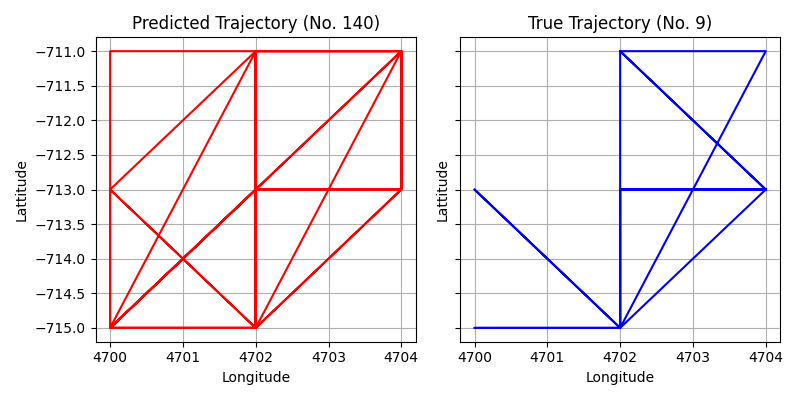 Predicted Trajectory (No. 140)
True Trajectory (No. 9)
Lattitude
−711.0
−711.5
−712.0
−712.5
−713.0
−713.5
−714.0
−714.5
−715.0
4700 4701 4702 4703 4704
Longitude
Lattitude
4700 4701 4702 4703 4704
Longitude